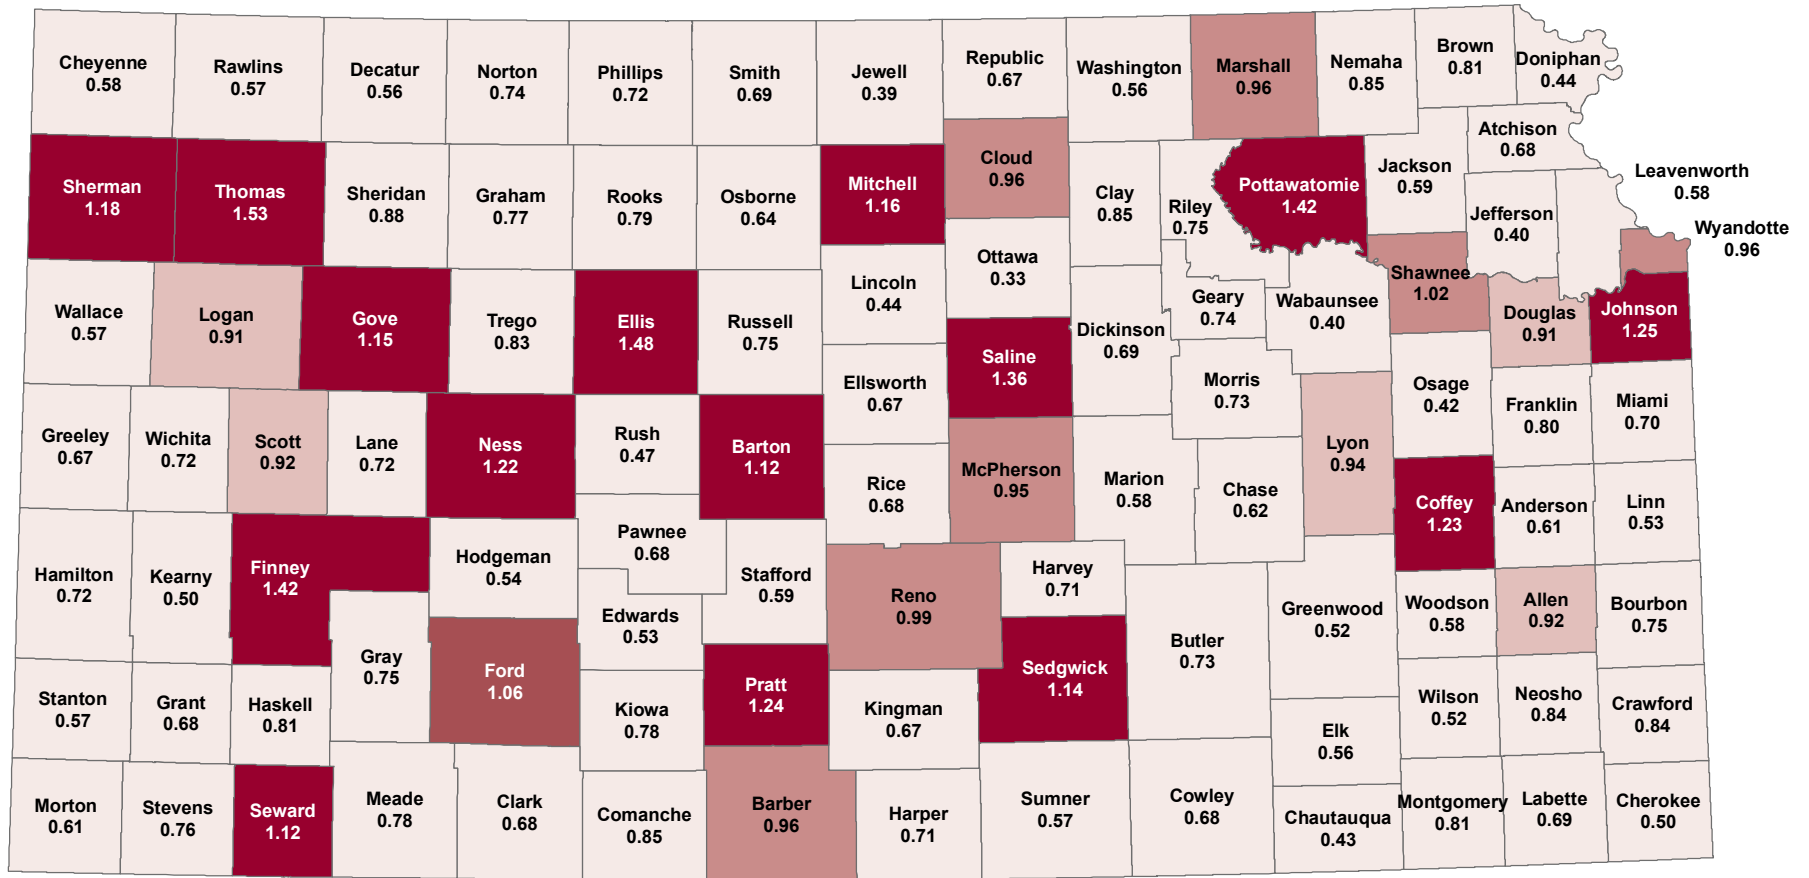 Cheyenne
0.58
Rawlins
0.57
Decatur
0.56
Norton
0.74
Phillips
0.72
Smith
0.69
Jewell
0.39
Republic
0.67
Washington
0.56
Marshall
0.96
Nemaha
0.85
Brown
0.81
Doniphan
0.44
Sherman
1.18
Thomas
1.53
Sheridan
0.88
Graham
0.77
Rooks
0.79
Osborne
0.64
Mitchell
1.16
Cloud
0.96
Clay
0.85
Riley
0.75
Pottawatomie
1.42
Jackson
0.59
Atchison
0.68
Jefferson
0.40
Leavenworth
0.58
Wyandotte
0.96
Wallace
0.57
Logan
0.91
Gove
1.15
Trego
0.83
Ellis
1.48
Russell
0.75
Lincoln
0.44
Ottawa
0.33
Saline
1.36
Dickinson
0.69
Geary
0.74
Wabaunsee
0.40
Shawnee
1.02
Douglas
0.91
Johnson
1.25
Greeley
0.67
Wichita
0.72
Scott
0.92
Lane
0.72
Ness
1.22
Rush
0.47
Barton
1.12
Ellsworth
0.67
Rice
0.68
McPherson
0.95
Marion
0.58
Morris
0.73
Chase
0.62
Lyon
0.94
Osage
0.42
Franklin
0.80
Miami
0.70
Hamilton
0.72
Kearny
0.50
Finney
1.42
Hodgeman
0.54
Pawnee
0.68
Stafford
0.59
Reno
0.99
Harvey
0.71
Coffey
1.23
Anderson
0.61
Linn
0.53
Gray
0.75
Ford
1.06
Edwards
0.53
Kiowa
0.78
Pratt
1.24
Kingman
0.67
Sedgwick
1.14
Butler
0.73
Greenwood
0.52
Woodson
0.58
Allen
0.92
Bourbon
0.75
Stanton
0.57
Grant
0.68
Haskell
0.81
Elk
0.56
Wilson
0.52
Neosho
0.84
Crawford
0.84
Morton
0.61
Stevens
0.76
Seward
1.12
Meade
0.78
Clark
0.68
Comanche
0.85
Barber
0.96
Harper
0.71
Sumner
0.57
Cowley
0.68
Chautauqua
0.43
Montgomery
0.81
Labette
0.69
Cherokee
0.50